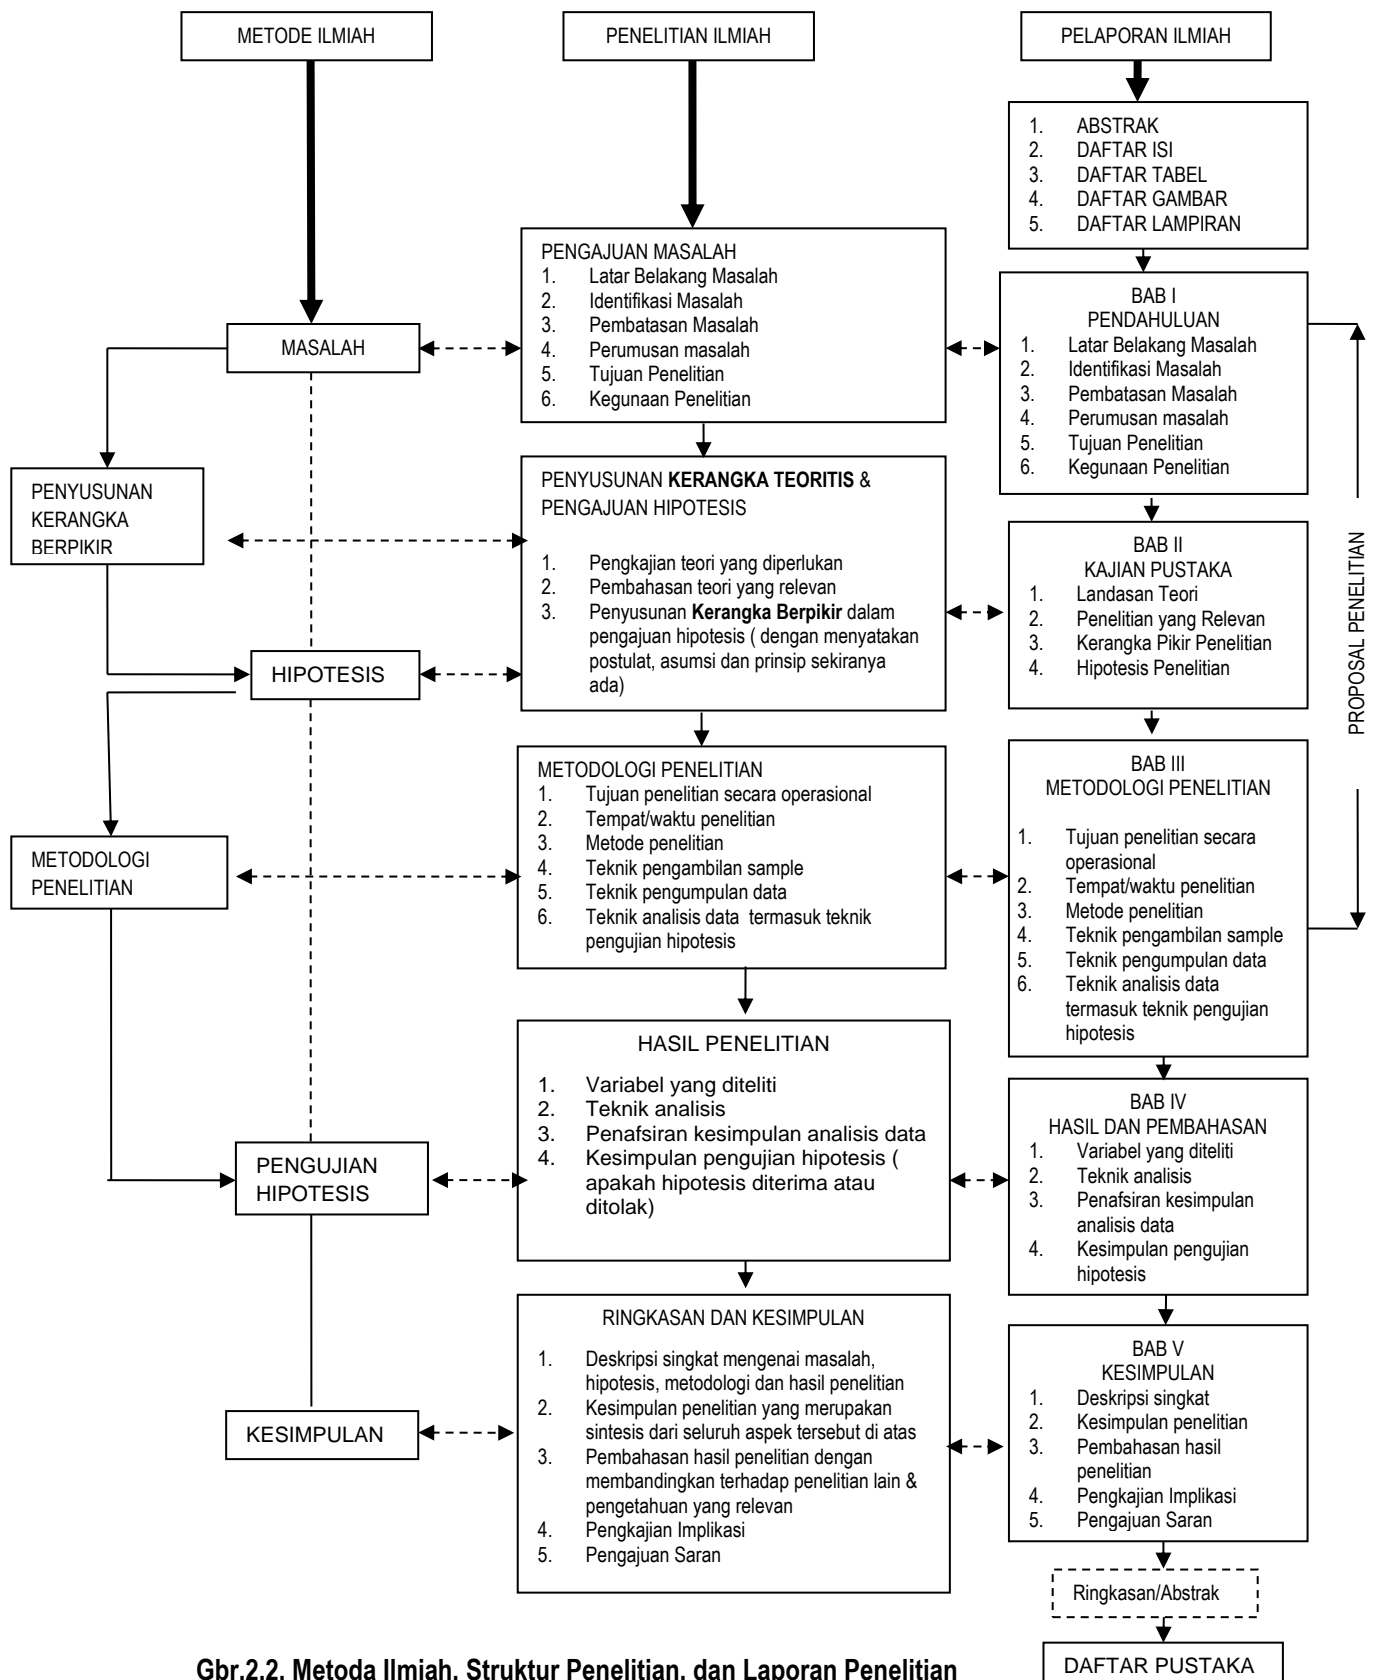 METODE ILMIAH
PENELITIAN ILMIAH
PELAPORAN ILMIAH
1. ABSTRAK
2. DAFTAR ISI
3. DAFTAR TABEL
4. DAFTAR GAMBAR
5. DAFTAR LAMPIRAN
MASALAH
PENGAJUAN MASALAH
1. Latar Belakang Masalah
2. Identifikasi Masalah
3. Pembatasan Masalah
4. Perumusan masalah
5. Tujuan Penelitian
6. Kegunaan Penelitian
BAB I
PENDAHULUAN
1. Latar Belakang Masalah
2. Identifikasi Masalah
3. Pembatasan Masalah
4. Perumusan masalah
5. Tujuan Penelitian
6. Kegunaan Penelitian
PROPOSAL PENELITIAN
PENYUSUNAN
KERANGKA
BERPIKIR
PENYUSUNAN KERANGKA TEORITIS &
PENGAJUAN HIPOTESIS
1. Pengkajian teori yang diperlukan
2. Pembahasan teori yang relevan
3. Penyusunan Kerangka Berpikir dalam
pengajuan hipotesis ( dengan menyatakan
postulat, asumsi dan prinsip sekiranya
ada)
BAB II
KAJIAN PUSTAKA
1. Landasan Teori
2. Penelitian yang Relevan
3. Kerangka Pikir Penelitian
4. Hipotesis Penelitian
HIPOTESIS
METODOLOGI
PENELITIAN
METODOLOGI PENELITIAN
1. Tujuan penelitian secara operasional
2. Tempat/waktu penelitian
3. Metode penelitian
4. Teknik pengambilan sample
5. Teknik pengumpulan data
6. Teknik analisis data termasuk teknik
pengujian hipotesis
BAB III
METODOLOGI PENELITIAN
1. Tujuan penelitian secara
operasional
2. Tempat/waktu penelitian
3. Metode penelitian
4. Teknik pengambilan sample
5. Teknik pengumpulan data
6. Teknik analisis data
termasuk teknik pengujian
hipotesis
PENGUJIAN
HIPOTESIS
HASIL PENELITIAN
1. Variabel yang diteliti
2. Teknik analisis
3. Penafsiran kesimpulan analisis data
4. Kesimpulan pengujian hipotesis (
apakah hipotesis diterima atau
ditolak)
BAB IV
HASIL DAN PEMBAHASAN
1. Variabel yang diteliti
2. Teknik analisis
3. Penafsiran kesimpulan
analisis data
4. Kesimpulan pengujian
hipotesis
KESIMPULAN
RINGKASAN DAN KESIMPULAN
1. Deskripsi singkat mengenai masalah,
hipotesis, metodologi dan hasil penelitian
2. Kesimpulan penelitian yang merupakan
sintesis dari seluruh aspek tersebut di atas
3. Pembahasan hasil penelitian dengan
membandingkan terhadap penelitian lain &
pengetahuan yang relevan
4. Pengkajian Implikasi
5. Pengajuan Saran
BAB V
KESIMPULAN
1. Deskripsi singkat
2. Kesimpulan penelitian
3. Pembahasan hasil
penelitian
4. Pengkajian Implikasi
5. Pengajuan Saran
Ringkasan/Abstrak
DAFTAR PUSTAKA
Gbr.2.2. Metoda Ilmiah, Struktur Penelitian, dan Laporan Penelitian